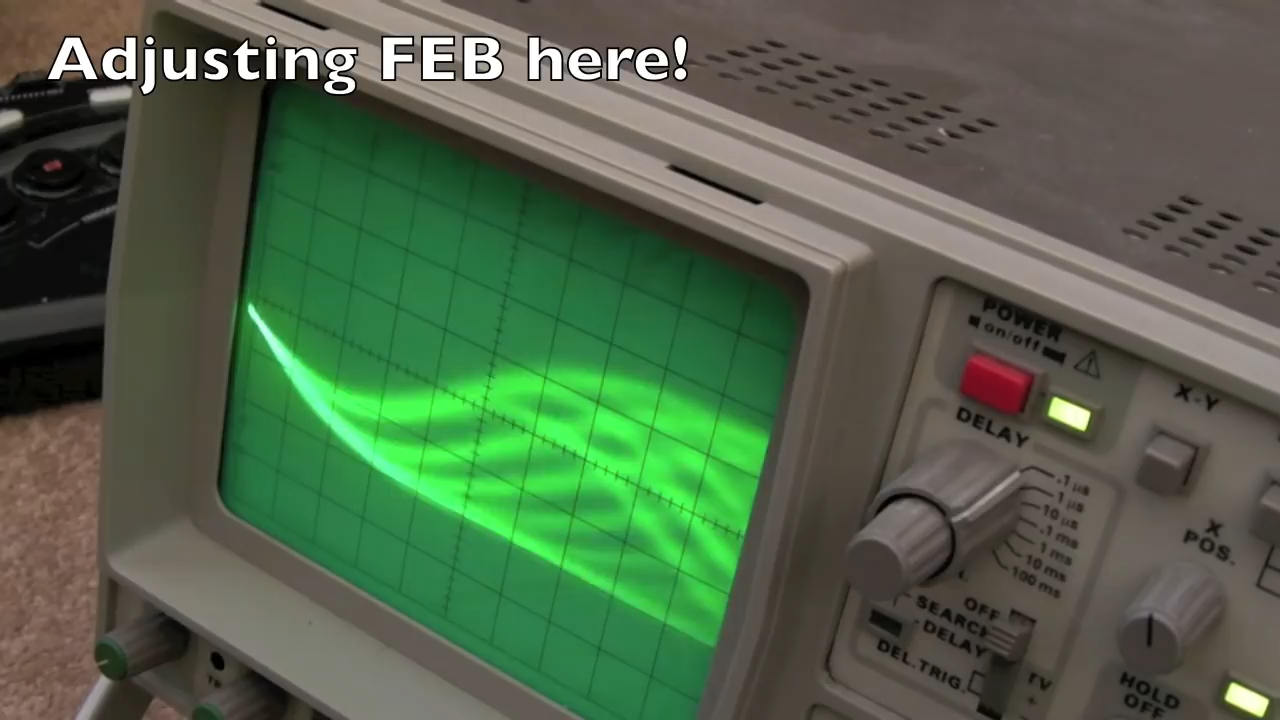 Adjusting FEB here!
POWER
on/off
X-Y
DELAY
.1 µs
1 µs
10 µs
.1 ms
1 ms
10 ms
100 ms
X
POS.
OFF
SEARCH
DELAY
DEL.TRIG.
HOLD
OFF